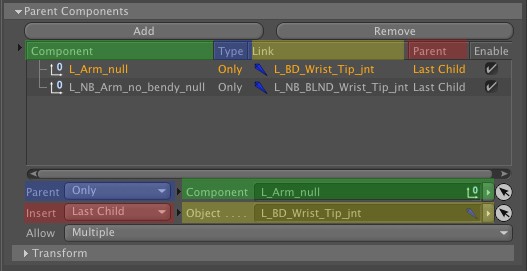 Parent Components
Add Remove
Component Type Link Parent Enable
L_Arm_null Only L_BD_Wrist_Tip_jnt Last Child
L_NB_Arm_no_bendy_null Only L_NB_BLND_Wrist_Tip_jnt Last Child
Parent Only Component L_Arm_null
Insert Last Child Object .... L_BD_Wrist_Tip_jnt
Allow Multiple
Transform